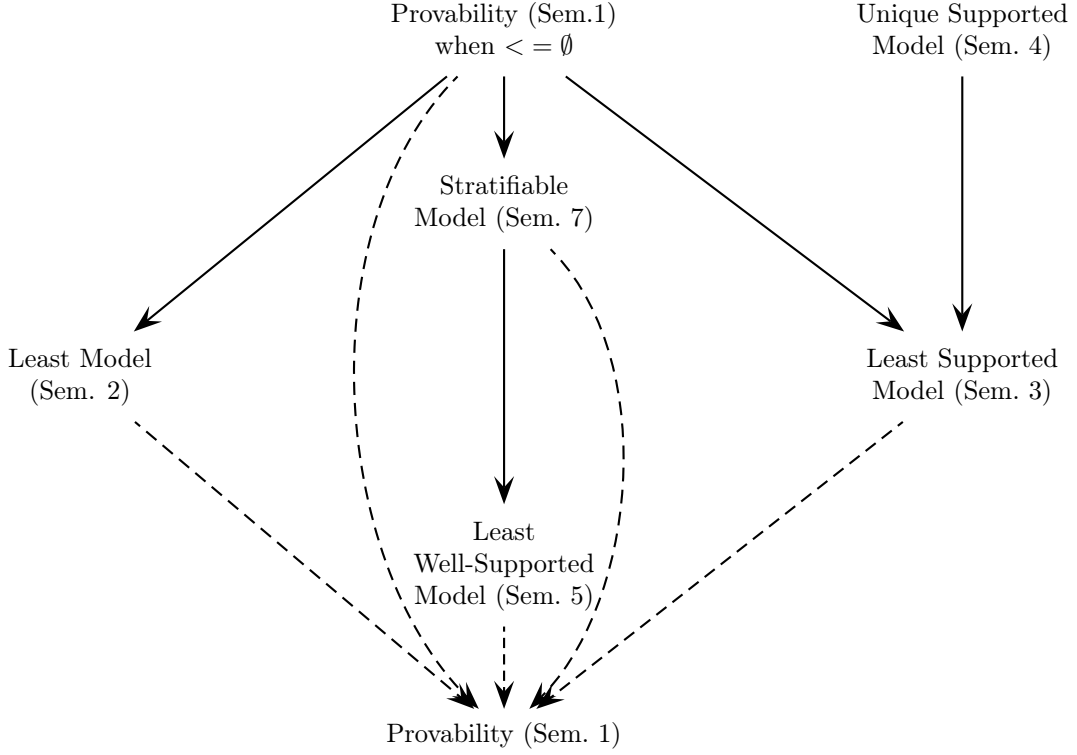 Provability (Sem.1)
when < = ∅
Unique Supported
Model (Sem. 4)
Stratifiable
Model (Sem. 7)
Least Model
(Sem. 2)
Least Supported
Model (Sem. 3)
Least
Well-Supported
Model (Sem. 5)
Provability (Sem. 1)